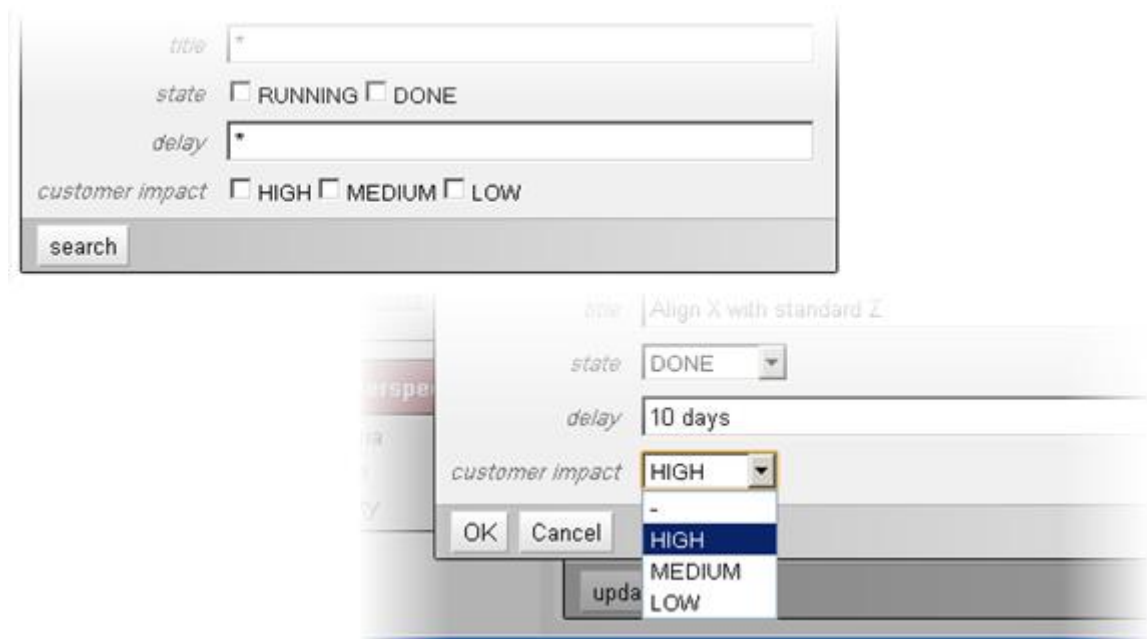 title *
state RUNNING DONE
delay *
customer impact HIGH MEDIUM LOW
search
title Align X with standard Z
state DONE
delay 10 days
customer impact HIGH
-
OK Cancel
HIGH
MEDIUM
LOW